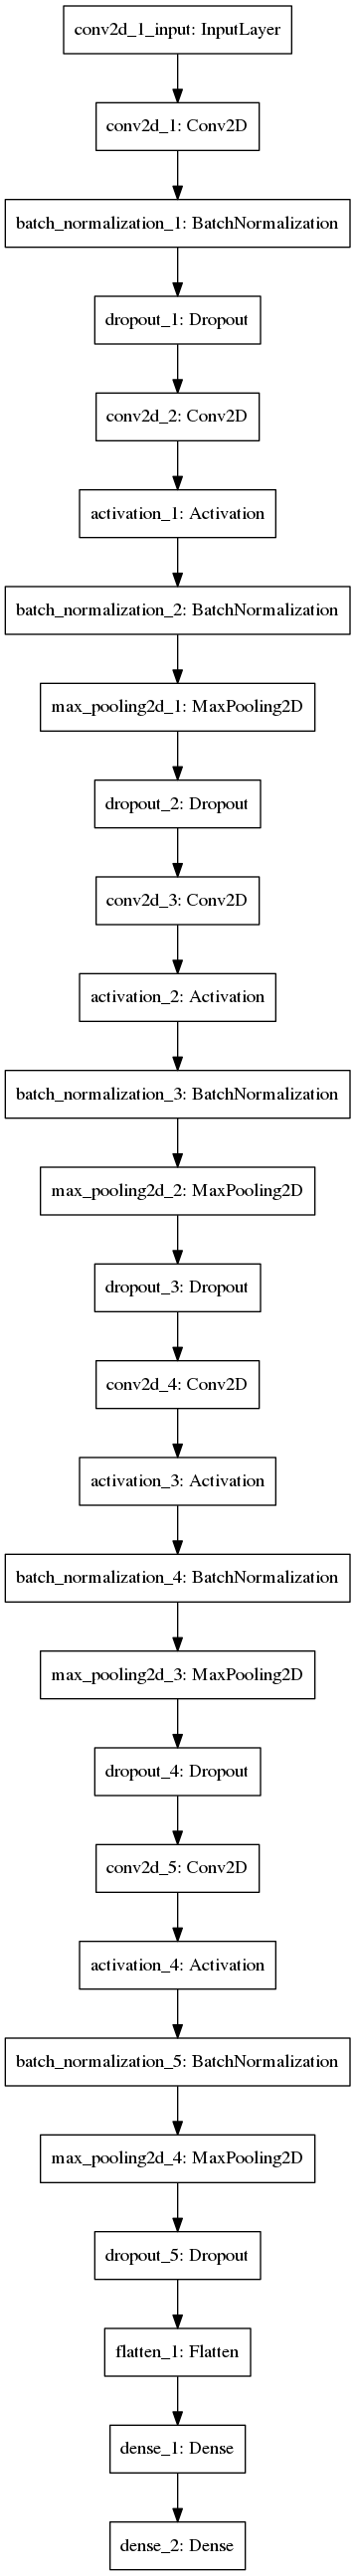 conv2d_1_input: InputLayer
conv2d_1: Conv2D
batch_normalization_1: BatchNormalization
dropout_1: Dropout
conv2d_2: Conv2D
activation_1: Activation
batch_normalization_2: BatchNormalization
max_pooling2d_1: MaxPooling2D
dropout_2: Dropout
conv2d_3: Conv2D
activation_2: Activation
batch_normalization_3: BatchNormalization
max_pooling2d_2: MaxPooling2D
dropout_3: Dropout
conv2d_4: Conv2D
activation_3: Activation
batch_normalization_4: BatchNormalization
max_pooling2d_3: MaxPooling2D
dropout_4: Dropout
conv2d_5: Conv2D
activation_4: Activation
batch_normalization_5: BatchNormalization
max_pooling2d_4: MaxPooling2D
dropout_5: Dropout
flatten_1: Flatten
dense_1: Dense
dense_2: Dense